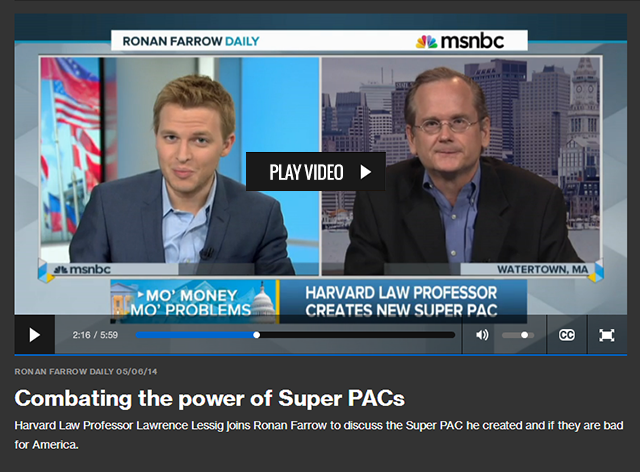 RONAN FARROW DAILY
msnbc
PLAY VIDEO
msnbc
WATERTOWN, MA
MO' MONEY
MO' PROBLEMS
HARVARD LAW PROFESSOR
CREATES NEW SUPER PAC
2:16 / 5:59
CC
RONAN FARROW DAILY 05/06/14
Combating the power of Super PACs
Harvard Law Professor Lawrence Lessig joins Ronan Farrow to discuss the Super PAC he created and if they are bad
for America.